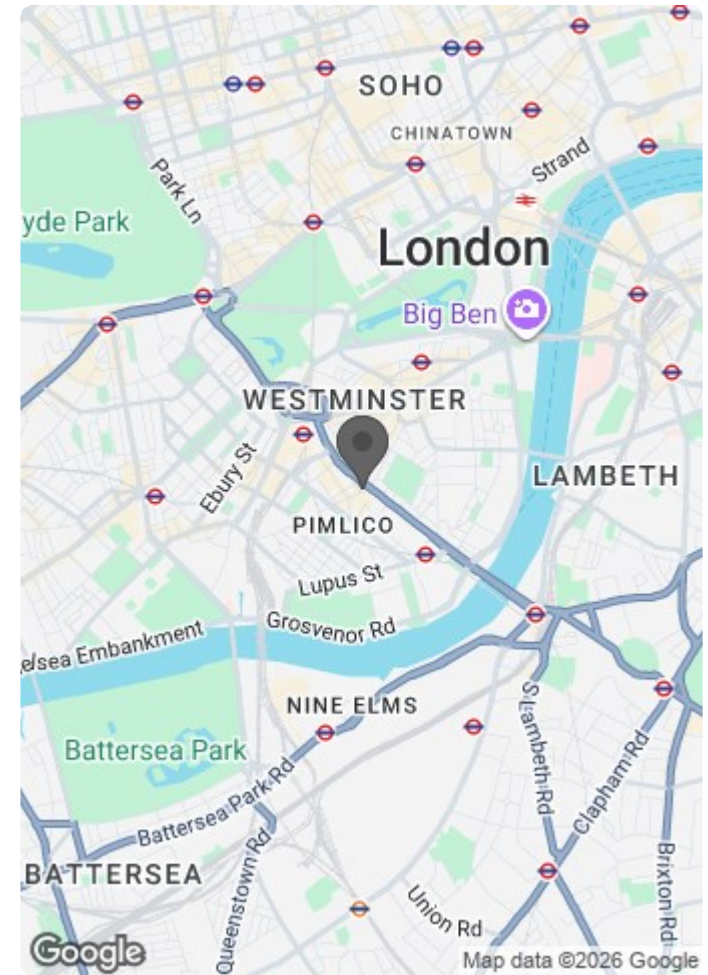 SOHO
CHINATOWN
Strand
Park Ln
yde Park
London
Big Ben
WESTMINSTER
Ebury St
LAMBETH
PIMLICO
Lupus St
Grosvenor Rd
elsea Embankment
NINE ELMS
S Lambeth Rd
Battersea Park
Clapham Rd
Battersea Park Rd
Queenstown Rd
Brixton Rd
BATTERSEA
Union Rd
Google
Map data ©2026 Google